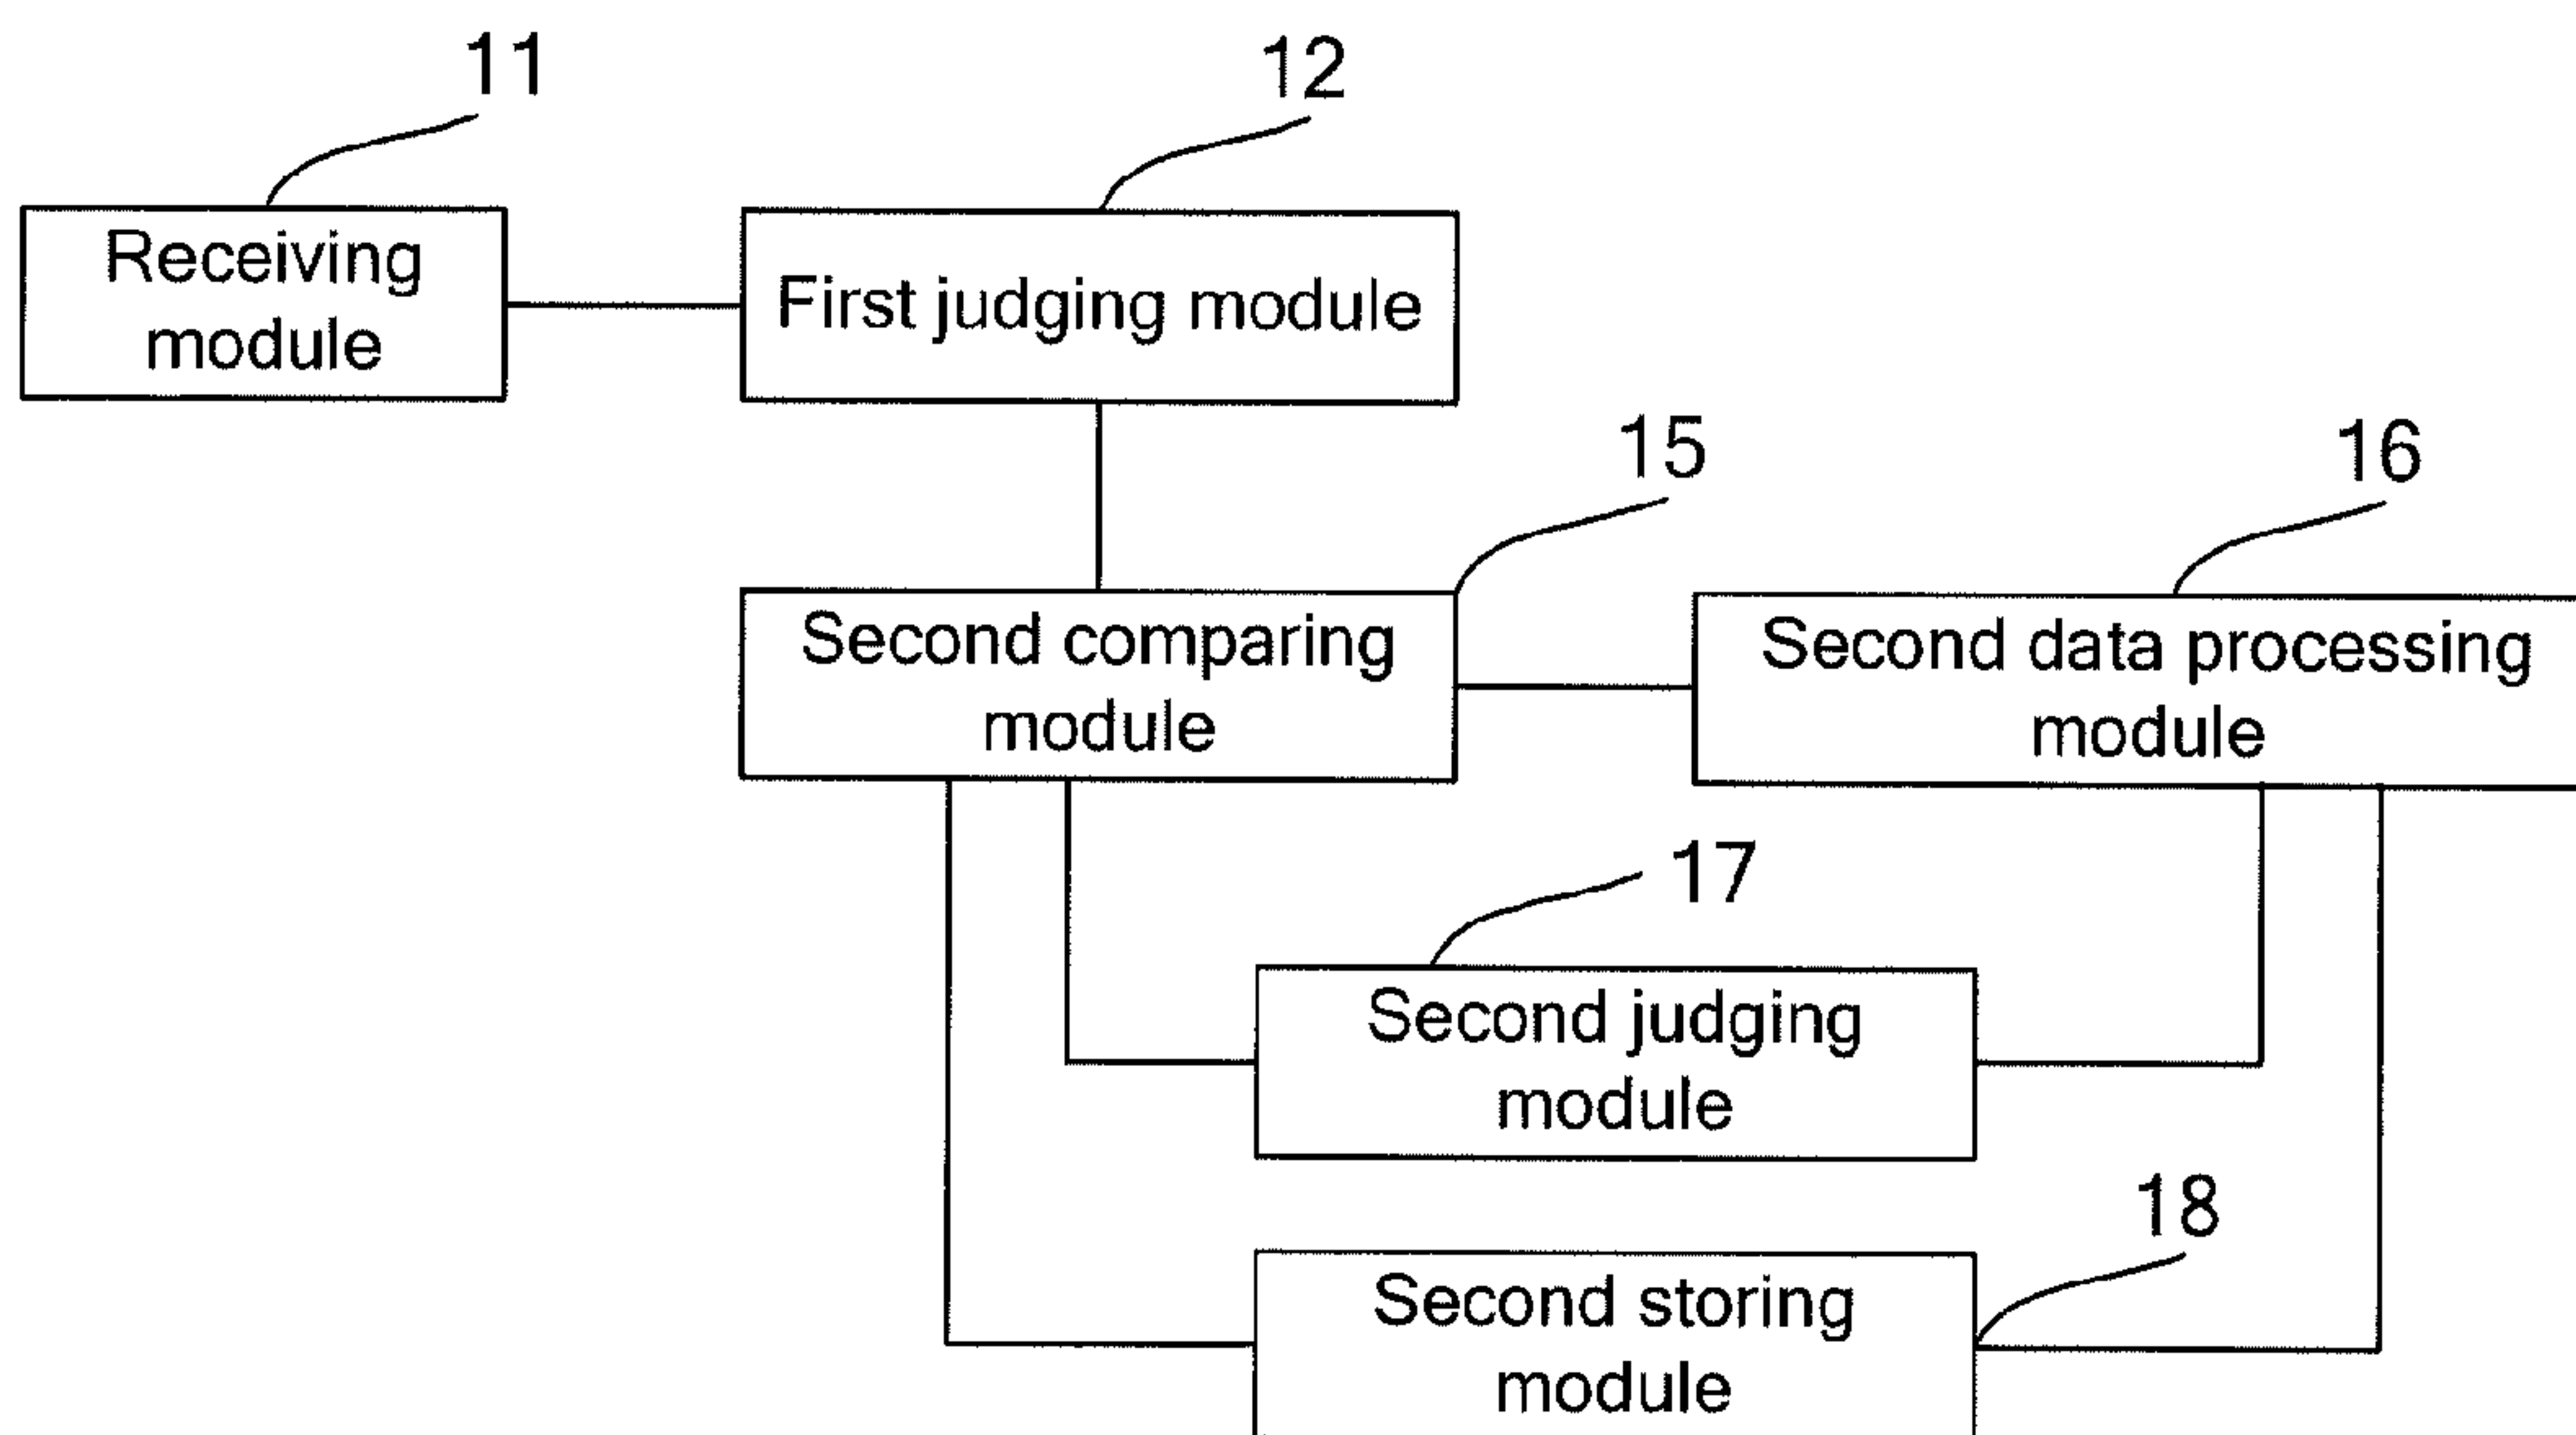 11
12
Receiving
module
First judging module
15
16
Second comparing
module
Second data processing
module
17
Second judging
module
18
Second storing
module